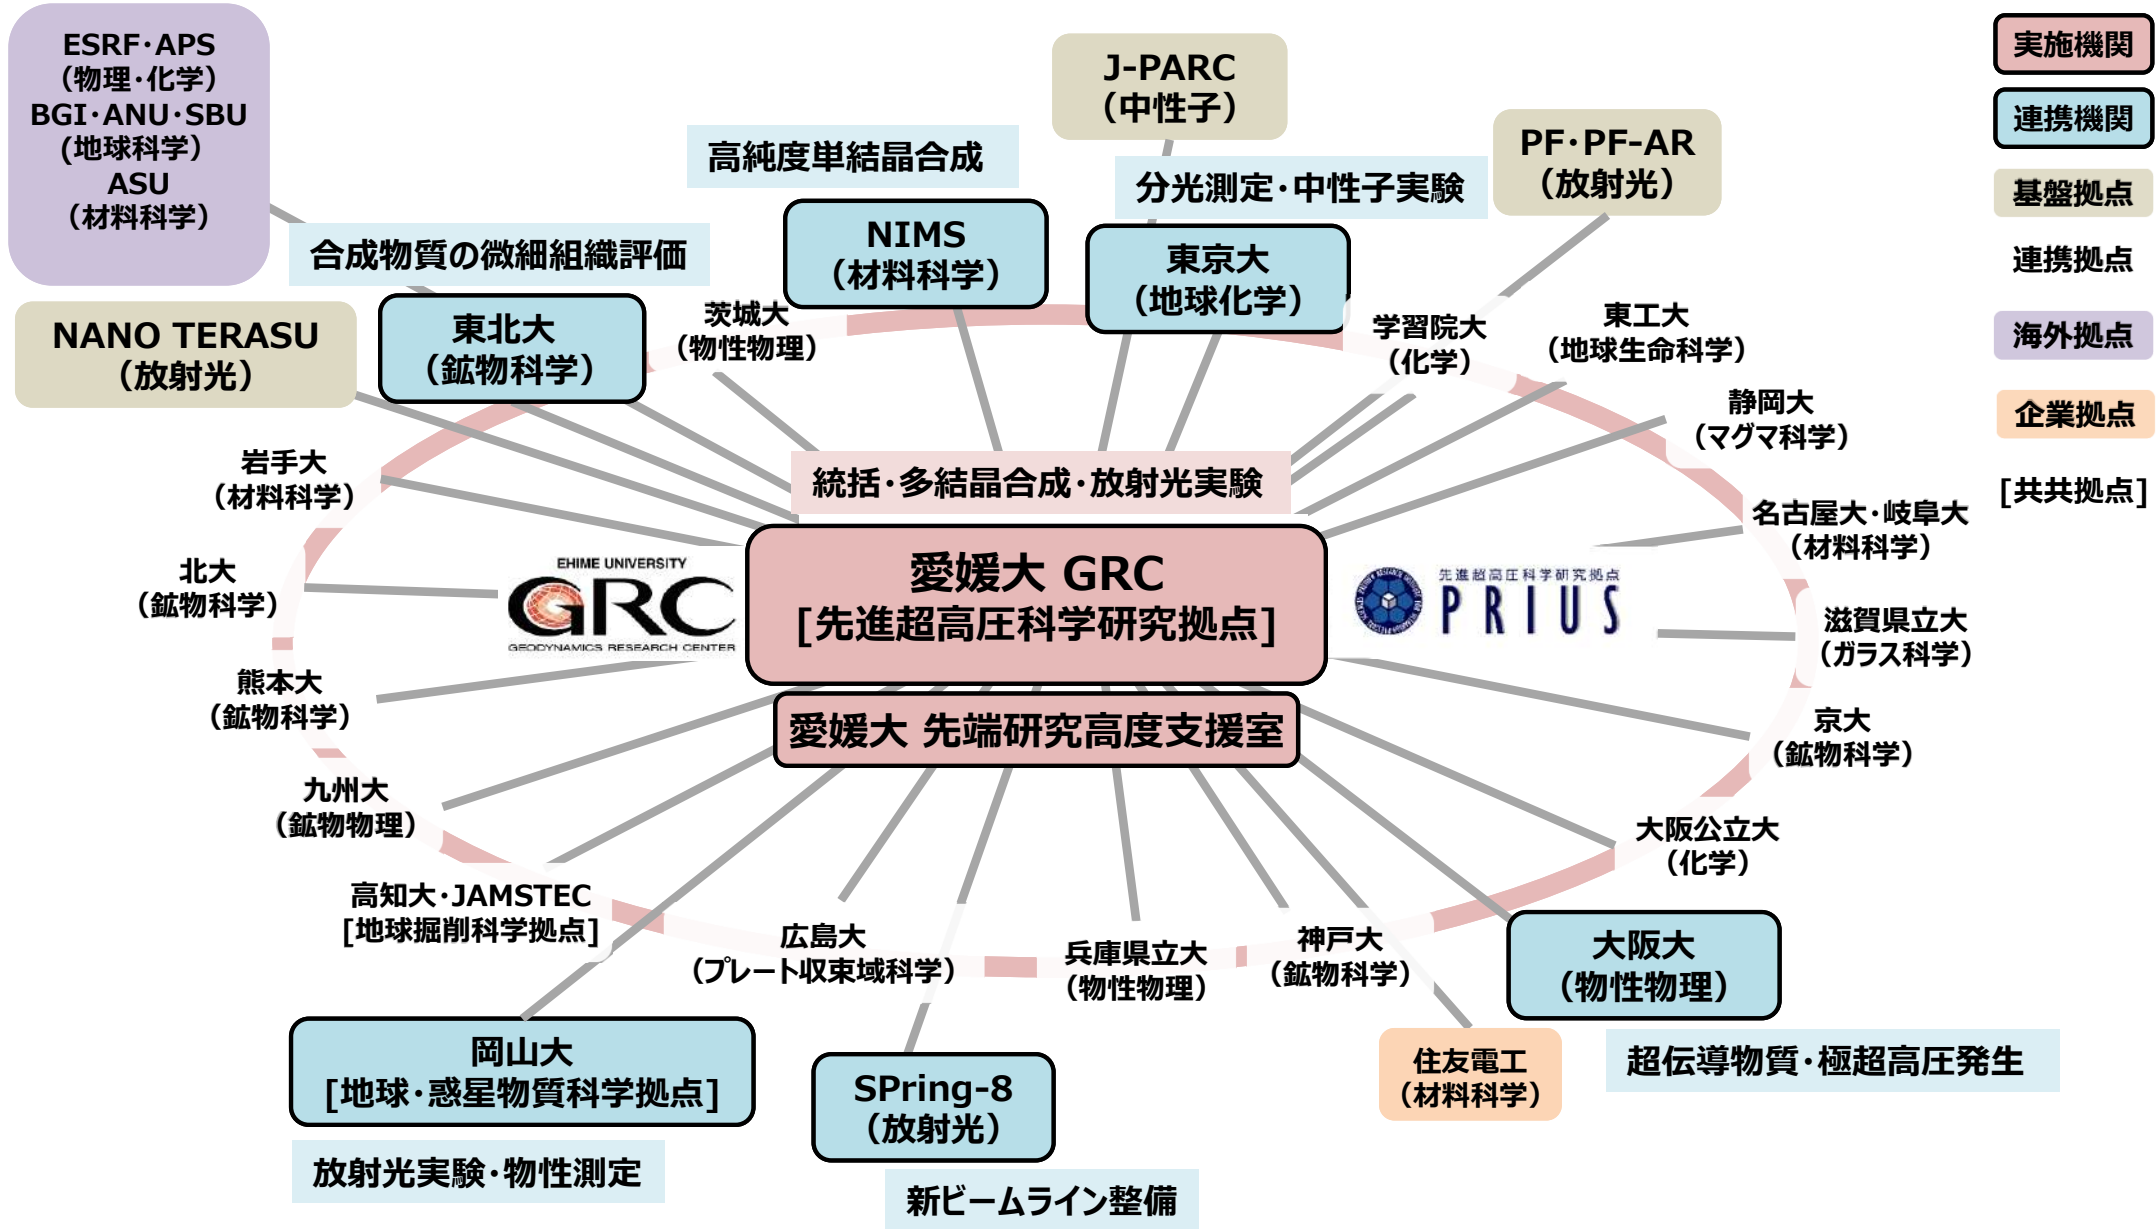 ESRF・APS
（物理・化学）
BGI・ANU・SBU
(地球科学）
ASU
（材料科学）
J-PARC
（中性子）
PF・PF-AR
（放射光）
実施機関
連携機関
基盤拠点
連携拠点
海外拠点
企業拠点
[共共拠点]
高純度単結晶合成
分光測定・中性子実験
合成物質の微細組織評価
NIMS
（材料科学）
東京大
（地球化学）
NANO TERASU
（放射光）
東北大
（鉱物科学）
茨城大
（物性物理）
学習院大
（化学）
東工大
（地球生命科学）
静岡大
（マグマ科学）
岩手大
（材料科学）
統括・多結晶合成・放射光実験
名古屋大・岐阜大
（材料科学）
北大
（鉱物科学）
EHIME UNIVERSITY
GRC
GEODYNAMICS RESEARCH CENTER
愛媛大 GRC
[先進超高圧科学研究拠点]
先進超高圧科学研究拠点
PRIUS
滋賀県立大
（ガラス科学）
熊本大
（鉱物科学）
愛媛大 先端研究高度支援室
京大
（鉱物科学）
九州大
（鉱物物理）
大阪公立大
（化学）
高知大・JAMSTEC
[地球掘削科学拠点]
広島大
（プレート収束域科学）
兵庫県立大
（物性物理）
神戸大
（鉱物科学）
大阪大
（物性物理）
岡山大
[地球・惑星物質科学拠点]
SPring-8
（放射光）
住友電工
（材料科学）
超伝導物質・極超高圧発生
放射光実験・物性測定
新ビームライン整備